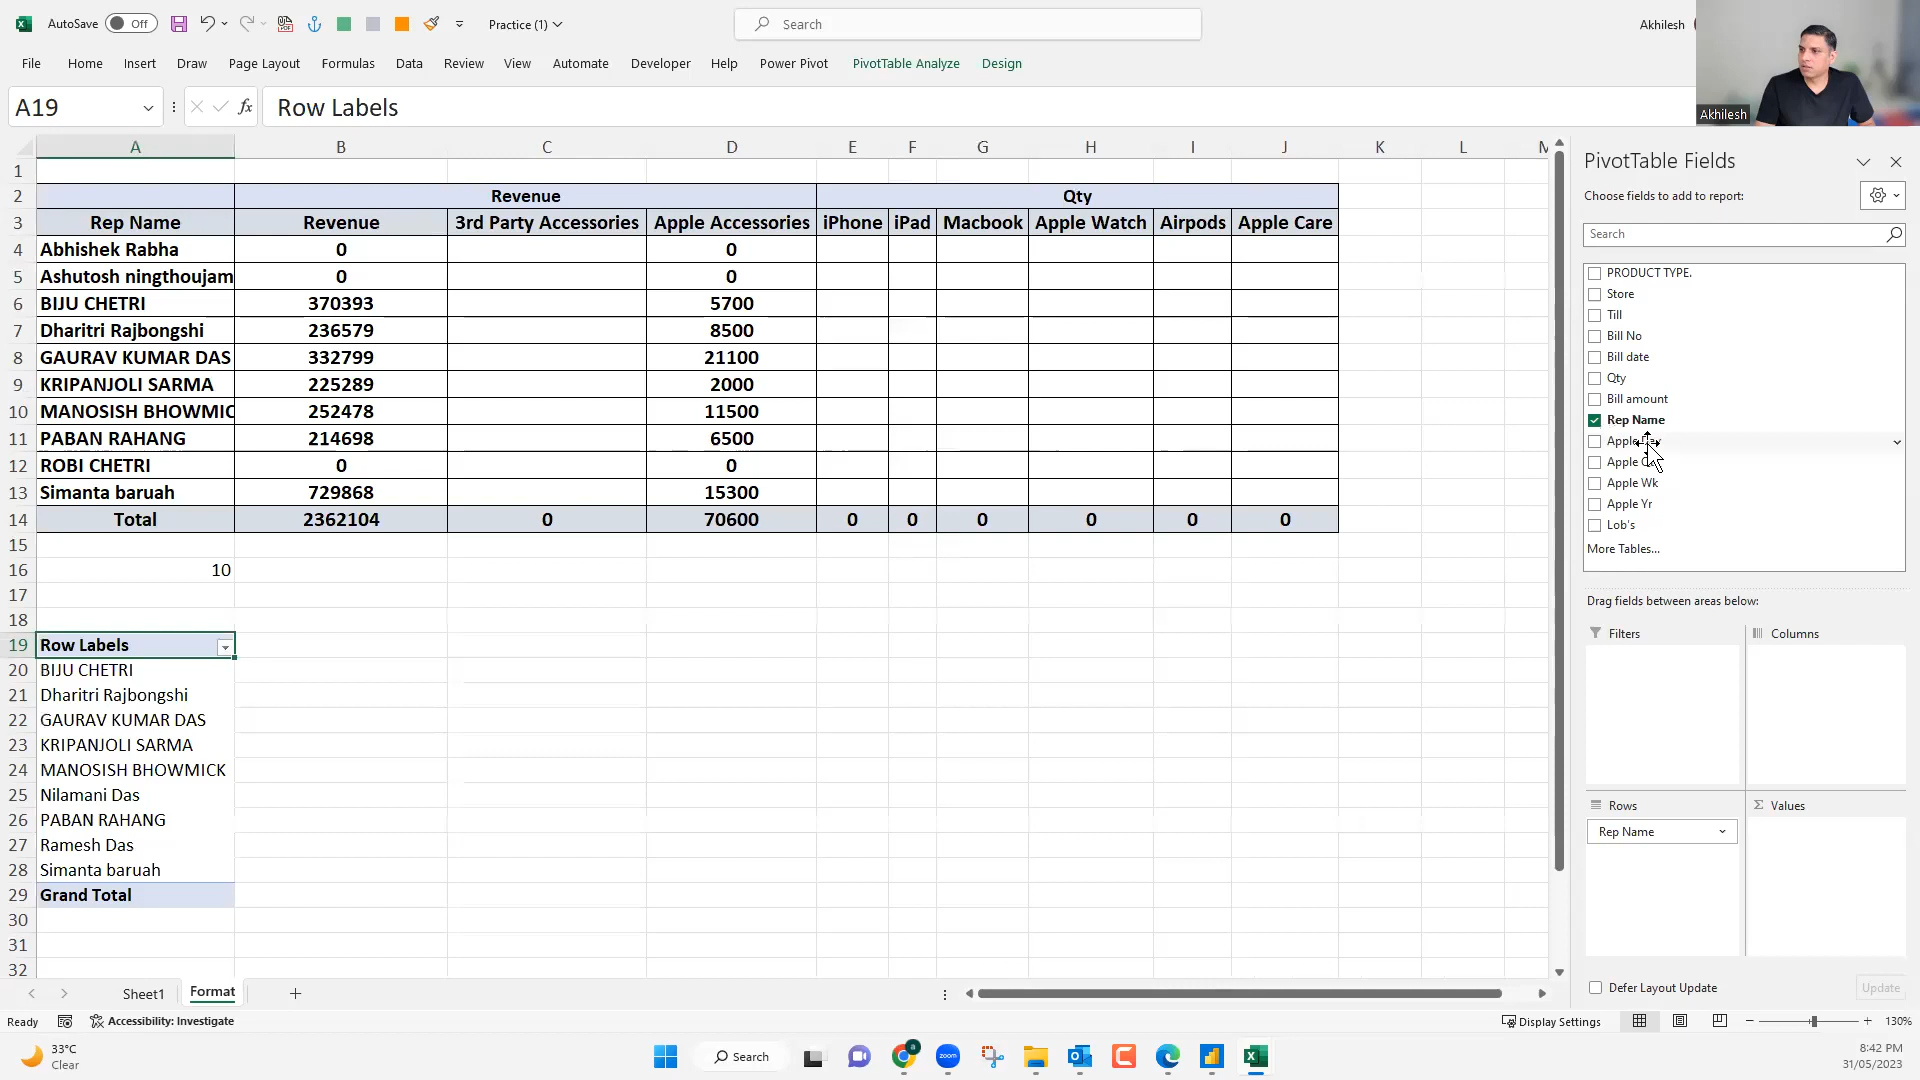 AutoSave Off Practice (1) Search Akhilesh
File Home Insert Draw Page Layout Formulas Data Review View Automate Developer Help Power Pivot PivotTable Analyze Design
Akhilesh
A19 fx Row Labels
A B C D E F G H I J K L M
1
2 Revenue Qty
3 Rep Name Revenue 3rd Party Accessories Apple Accessories iPhone iPad Macbook Apple Watch Airpods Apple Care
4 Abhishek Rabha 0 0
5 Ashutosh ningthoujam 0 0
6 BIJU CHETRI 370393 5700
7 Dharitri Rajbongshi 236579 8500
8 GAURAV KUMAR DAS 332799 21100
9 KRIPANJOLI SARMA 225289 2000
10 MANOSISH BHOWMIC 252478 11500
11 PABAN RAHANG 214698 6500
12 ROBI CHETRI 0 0
13 Simanta baruah 729868 15300
14 Total 2362104 0 70600 0 0 0 0 0 0
15
16 10
17
18
19 Row Labels
20 BIJU CHETRI
21 Dharitri Rajbongshi
22 GAURAV KUMAR DAS
23 KRIPANJOLI SARMA
24 MANOSISH BHOWMICK
25 Nilamani Das
26 PABAN RAHANG
27 Ramesh Das
28 Simanta baruah
29 Grand Total
30
31
32
PivotTable Fields
Choose fields to add to report:
Search
PRODUCT TYPE.
Store
Till
Bill No
Bill date
Qty
Bill amount
Rep Name
Apple
Apple
Apple Wk
Apple Yr
Lob's
More Tables...
Drag fields between areas below:
Filters Columns
Rows Σ Values
Rep Name
Defer Layout Update Update
Sheet1 Format
Ready Accessibility: Investigate Display Settings 130%
33°C
Clear
Search
zoom
8:42 PM
31/05/2023